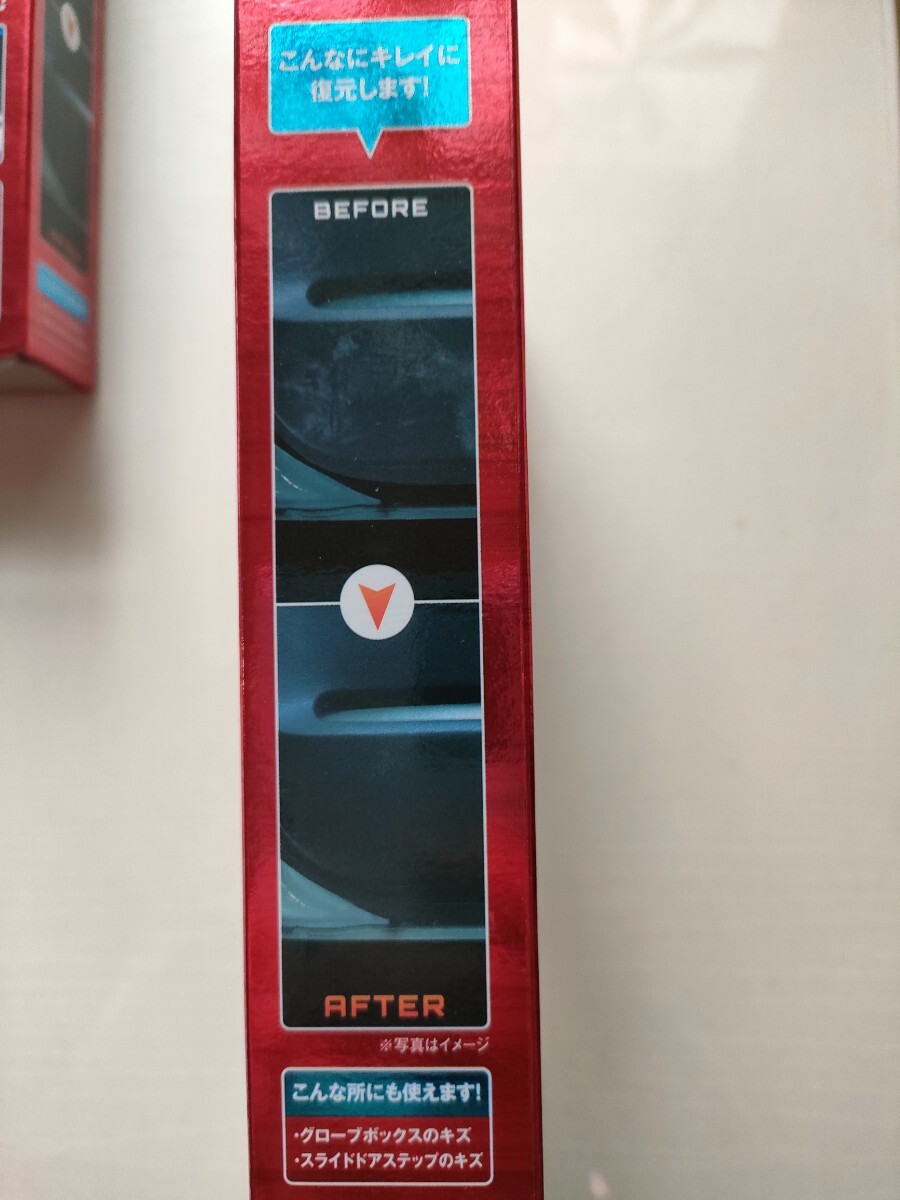 こんなにキレイに
復元します!
BEFORE
AFTER
※写真はイメージ
こんな所にも使えます!
・グローブボックスのキズ
・スライドドアステップのキズ